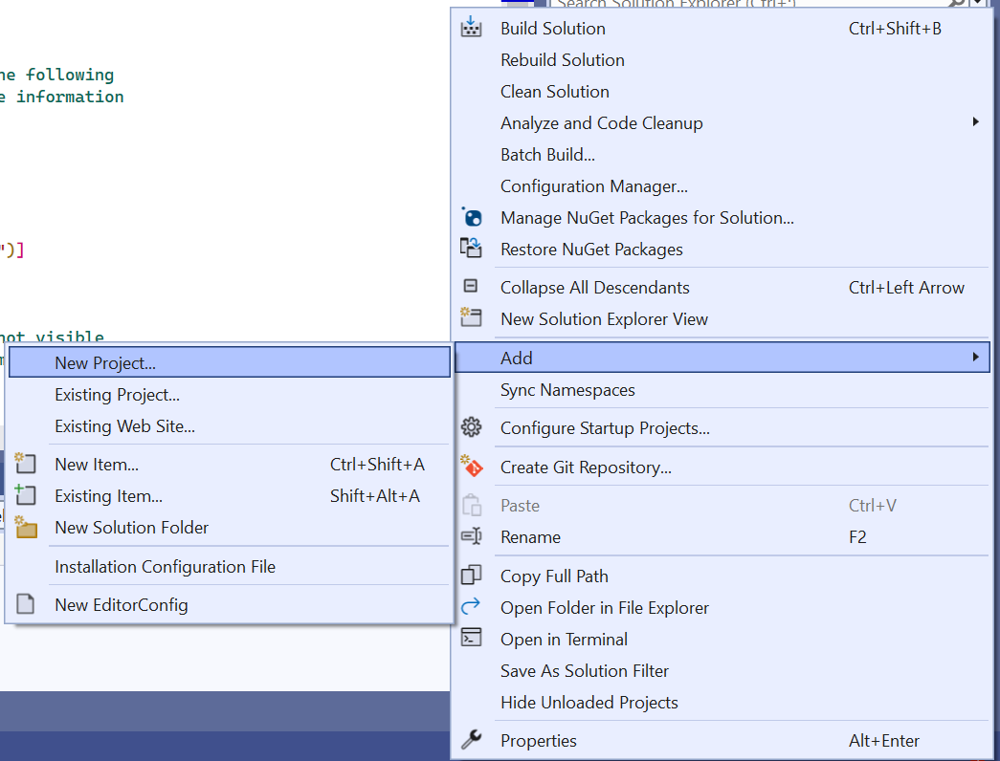 Search Solution Explorer (Ctrl+;)
he following
e information
")]
not visible
Build Solution Ctrl+Shift+B
Rebuild Solution
Clean Solution
Analyze and Code Cleanup
Batch Build...
Configuration Manager...
Manage NuGet Packages for Solution...
Restore NuGet Packages
Collapse All Descendants Ctrl+Left Arrow
New Solution Explorer View
Add
Sync Namespaces
Configure Startup Projects...
Create Git Repository...
Paste Ctrl+V
Rename F2
Copy Full Path
Open Folder in File Explorer
Open in Terminal
Save As Solution Filter
Hide Unloaded Projects
Properties Alt+Enter
New Project...
Existing Project...
Existing Web Site...
New Item... Ctrl+Shift+A
Existing Item... Shift+Alt+A
New Solution Folder
Installation Configuration File
New EditorConfig